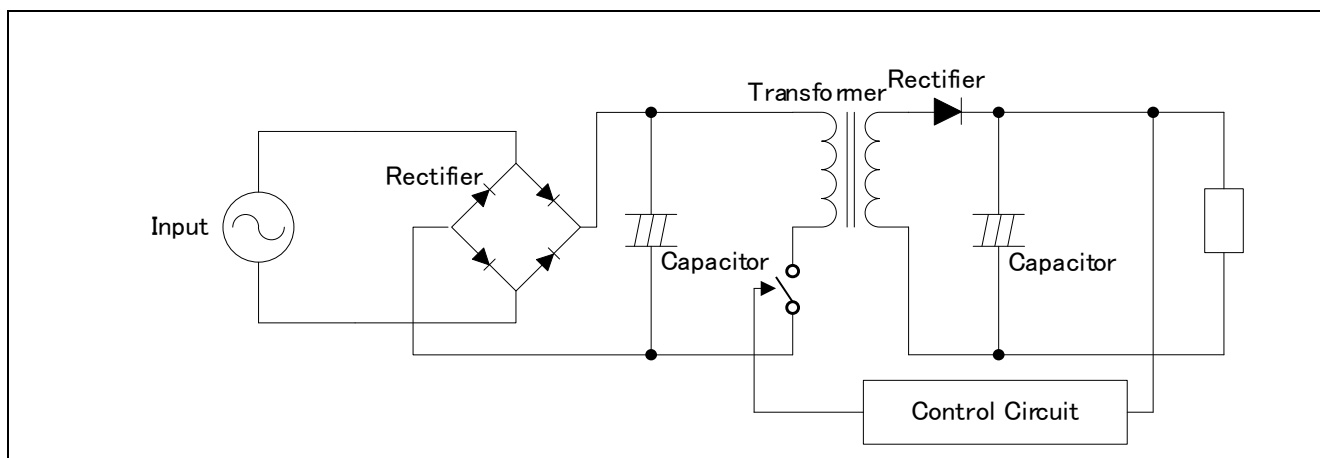 Rectifier
Transformer
Rectifier
Input
Capacitor
Capacitor
Control Circuit